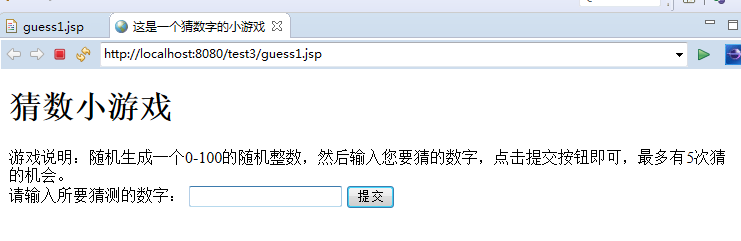 guess1.jsp 这是一个猜数字的小游戏
http://localhost:8080/test3/guess1.jsp
猜数小游戏
游戏说明：随机生成一个0-100的随机整数，然后输入您要猜的数字，点击提交按钮即可，最多有5次猜
的机会。
请输入所要猜测的数字： 提交